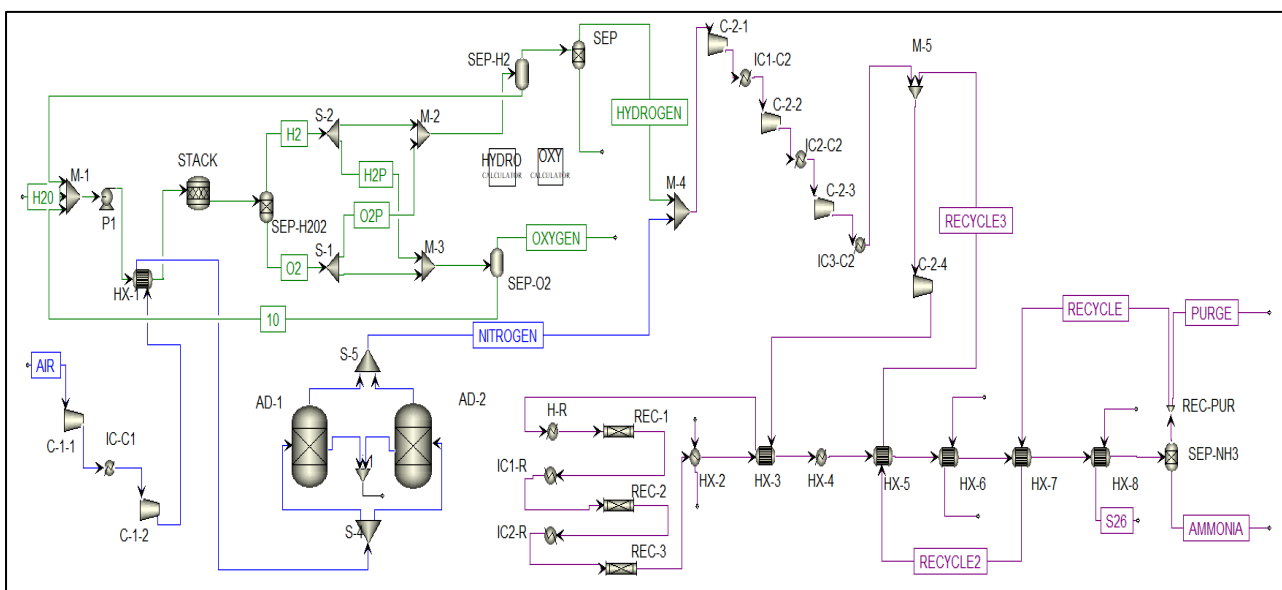 C-2-1
SEP
M-5
SEP-H2
IC1-C2
S-2
M-2
HYDROGEN
C-2-2
H2
STACK
HYDRO
CALCULATOR
OXY
CALCULATOR
IC2-C2
M-1
H2P
M-4
H20
C-2-3
RECYCLE3
P1
SEP-H202
O2P
S-1
M-3
OXYGEN
IC3-C2
O2
HX-1
SEP-O2
C-2-4
10
NITROGEN
RECYCLE
PURGE
S-5
AIR
AD-1
AD-2
H-R
REC-1
REC-PUR
C-1-1
IC-C1
1
SEP-NH3
IC1-R
HX-2
HX-3
HX-4
HX-5
HX-6
HX-7
HX-8
REC-2
C-1-2
S-4
IC2-R
S26
AMMONIA
REC-3
RECYCLE2